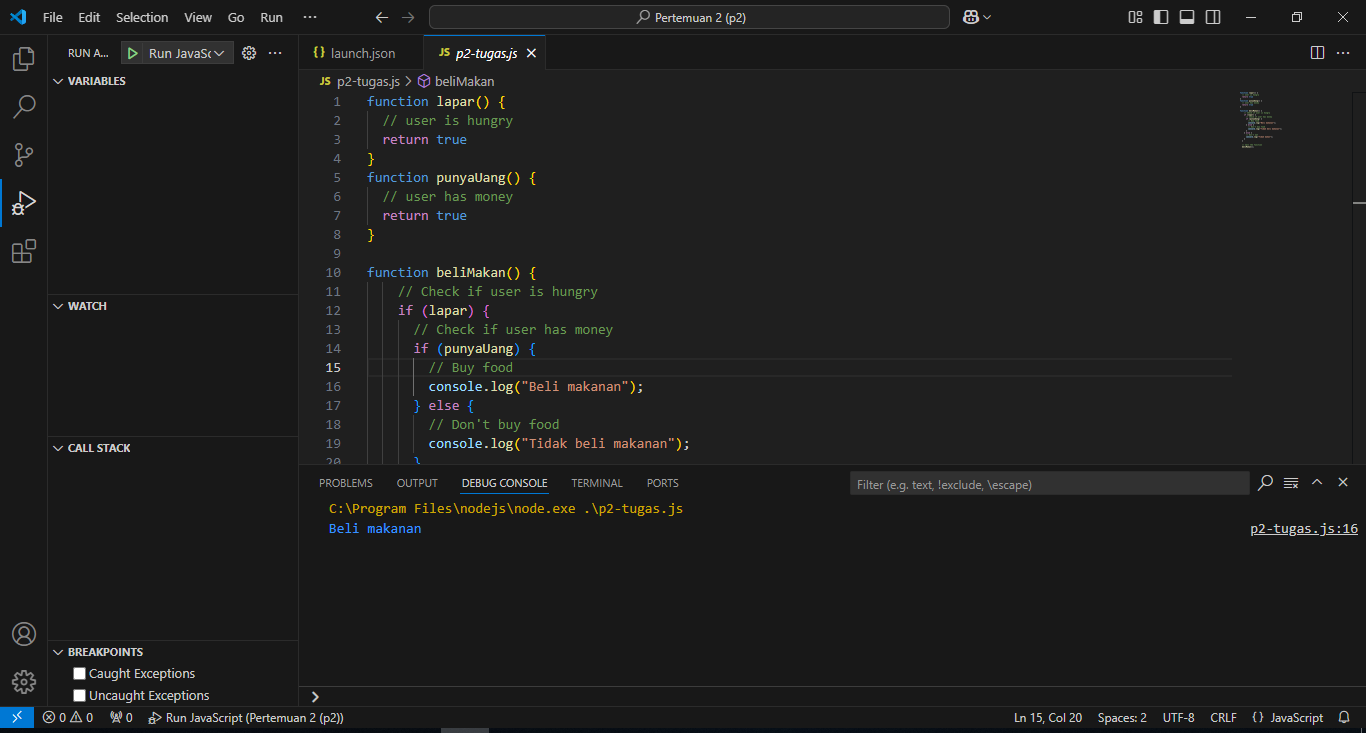 File Edit Selection View Go Run ··· Pertemuan 2 (p2)
RUN A... Run JavaSc ···
launch.json JS p2-tugas.js
VARIABLES
WATCH
CALL STACK
BREAKPOINTS
Caught Exceptions
Uncaught Exceptions
JS p2-tugas.js > beliMakan
1 function lapar() {
2 // user is hungry
3 return true
4 }
5 function punyaUang() {
6 // user has money
7 return true
8 }
9
10 function beliMakan() {
11 // Check if user is hungry
12 if (lapar) {
13 // Check if user has money
14 if (punyaUang) {
15 // Buy food
16 console.log("Beli makanan");
17 } else {
18 // Don't buy food
19 console.log("Tidak beli makanan");
20 }
PROBLEMS OUTPUT DEBUG CONSOLE TERMINAL PORTS Filter (e.g. text, !exclude, \escape)
C:\Program Files\nodejs\node.exe .\p2-tugas.js
Beli makanan p2-tugas.js:16
0 0 0 Run JavaScript (Pertemuan 2 (p2)) Ln 15, Col 20 Spaces: 2 UTF-8 CRLF {} JavaScript